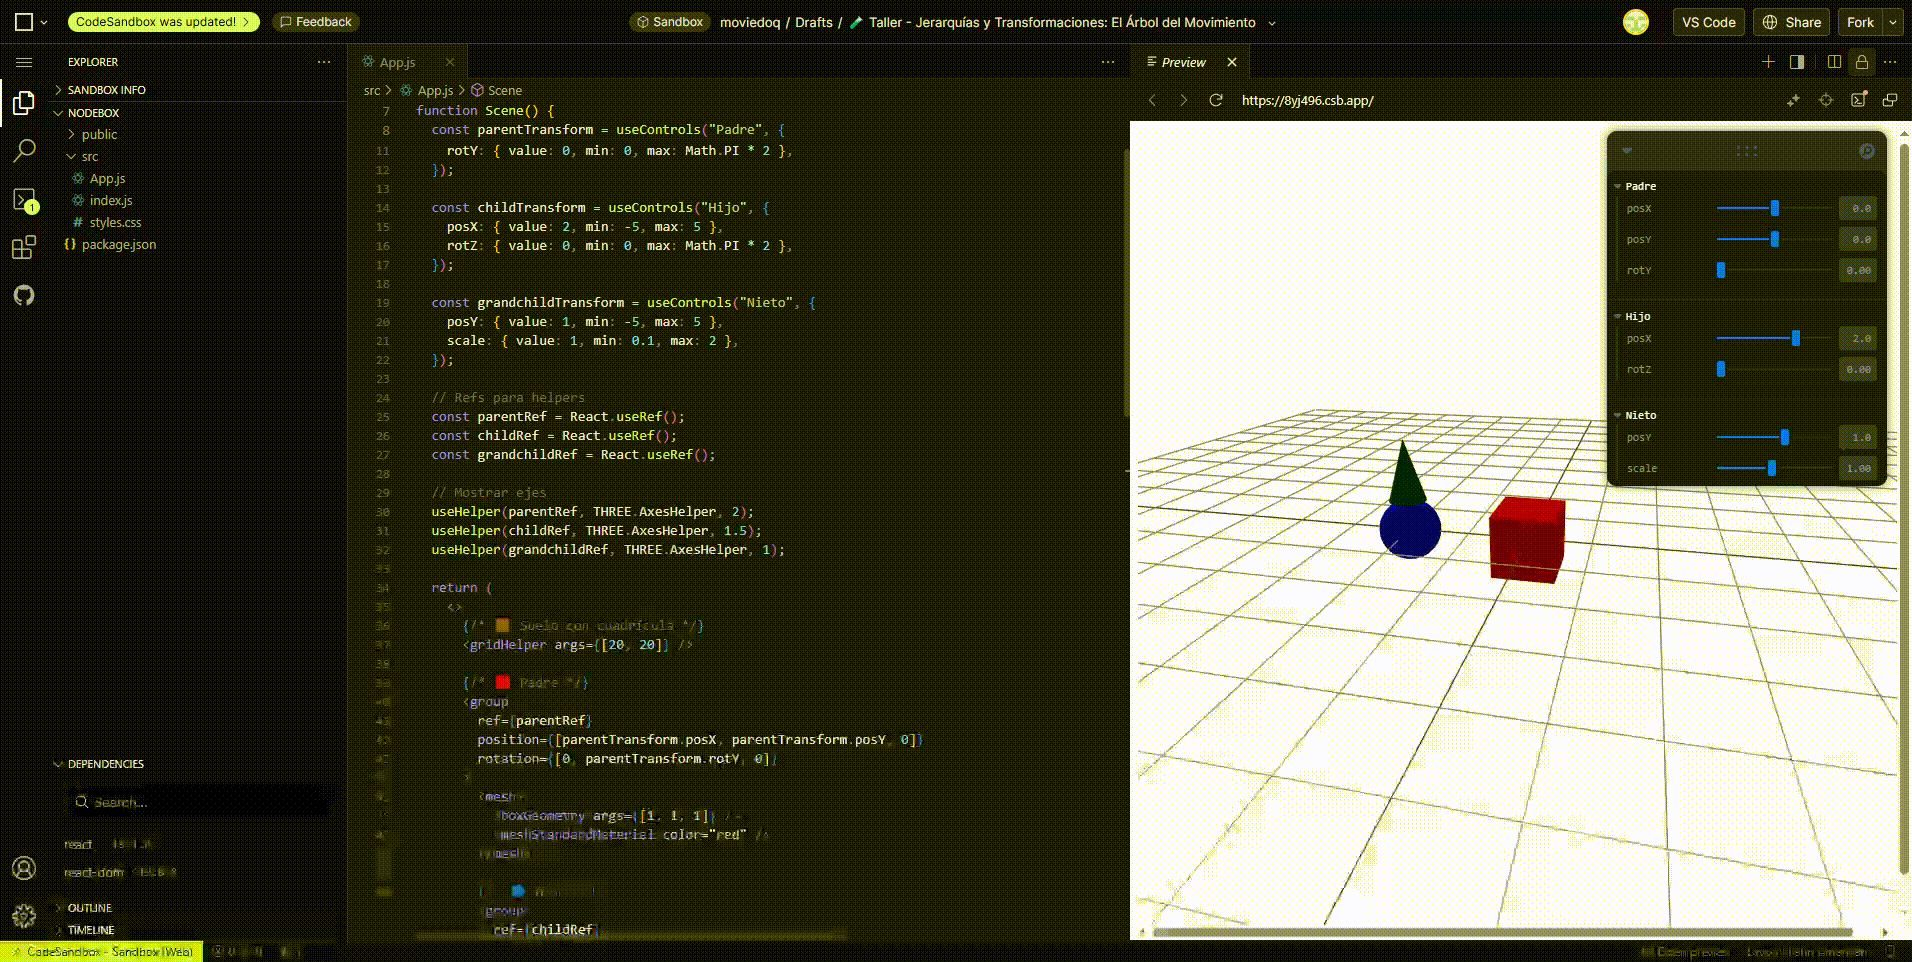 CodeSandbox was updated! >
Feedback
Sandbox
moviedoq / Drafts / 🧪 Taller - Jerarquías y Transformaciones: El Árbol del Movimiento
VS Code
Share
Fork
EXPLORER
SANDBOX INFO
NODEBOX
public
src
App.js
index.js
# styles.css
{} package.json
DEPENDENCIES
Search...
react
react-dom
OUTLINE
TIMELINE
CodeSandbox - Sandbox (Web)
1
App.js
src > App.js > Scene
7 function Scene() {
8 const parentTransform = useControls("Padre", {
11 rotY: { value: 0, min: 0, max: Math.PI * 2 },
12 });
13
14 const childTransform = useControls("Hijo", {
15 posX: { value: 2, min: -5, max: 5 },
16 rotZ: { value: 0, min: 0, max: Math.PI * 2 },
17 });
18
19 const grandchildTransform = useControls("Nieto", {
20 posY: { value: 1, min: -5, max: 5 },
21 scale: { value: 1, min: 0.1, max: 2 },
22 });
23
24 // Refs para helpers
25 const parentRef = React.useRef();
26 const childRef = React.useRef();
27 const grandchildRef = React.useRef();
28
29 // Mostrar ejes
30 useHelper(parentRef, THREE.AxesHelper, 2);
31 useHelper(childRef, THREE.AxesHelper, 1.5);
32 useHelper(grandchildRef, THREE.AxesHelper, 1);
33
34 return (
35 <>
36 {/* 🟫 Suelo con cuadrícula */}
37 <gridHelper args={[20, 20]} />
38
39 {/* 🟥 Padre */}
40 <group
41 ref={parentRef}
position={[parentTransform.posX, parentTransform.posY, 0]}
rotation={[0, parentTransform.rotY, 0]}
>
<mesh>
boxGeometry args={[1, 1, 1]} />
meshStandardMaterial color="red" />
mesh
{
group
ref={childRef}
Preview
https://8yj496.csb.app/
Padre
posX 0.0
posY 0.0
rotY 0.00
Hijo
posX 2.0
rotZ 0.00
Nieto
posY 1.0
scale 1.00